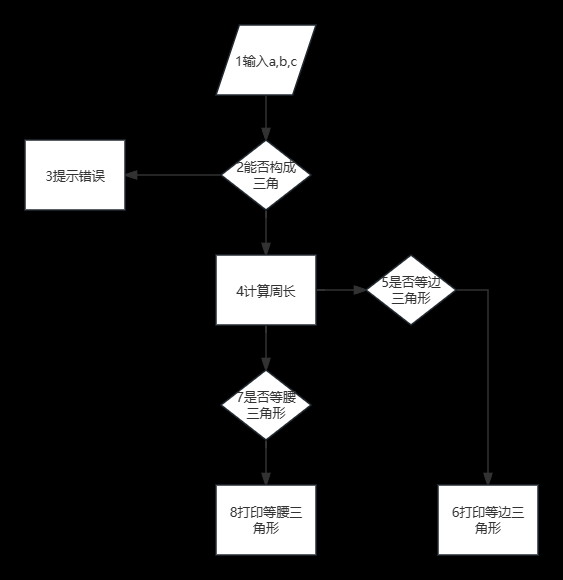 1输入a,b,c
2能否构成
三角
3提示错误
4计算周长
5是否等边
三角形
7是否等腰
三角形
8打印等腰三
角形
6打印等边三
角形